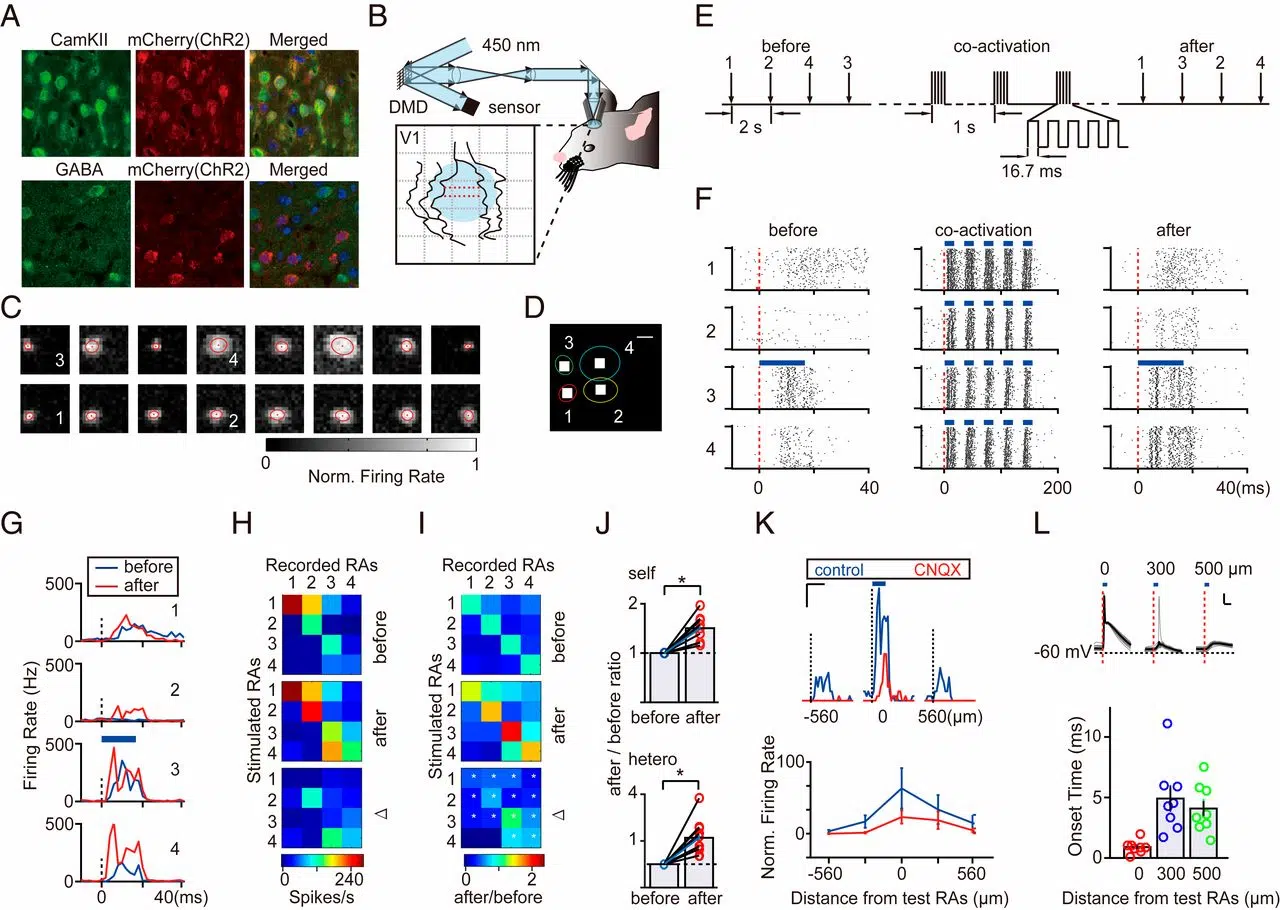 A
CamKII mCherry(ChR2) Merged
GABA mCherry(ChR2) Merged
B
450 nm
DMD sensor
V1
C
3 4
1 2
0 1
Norm. Firing Rate
D
3 4
1 2
E
before co-activation after
1 2 4 3 1 3 2 4
2 s 1 s
16.7 ms
F
before co-activation after
1
2
3
4
0 40 0 200 0 40(ms)
G
before
after
500
0
1
500
0
2
500
0
3
500
0
4
0 40(ms)
Firing Rate (Hz)
H
Recorded RAs
1 2 3 4
1
2
3
4
before
1
2
3
4
after
1
2
3
4
Δ
Stimulated RAs
0 240
Spikes/s
I
Recorded RAs
1 2 3 4
1
2
3
4
before
1
2
3
4
after
1 * * * *
2 * * * *
3 * * * *
4 * *
Δ
Stimulated RAs
0 2
after/before
J
self
*
2
1
before after
hetero
*
4
1
before after
after / before ratio
K
control CNQX
-560 0 560(µm)
100
0
Norm. Firing Rate
-560 0 560
Distance from test RAs (µm)
L
0 300 500 µm
-60 mV
10
5
0
Onset Time (ms)
0 300 500
Distance from test RAs (µm)